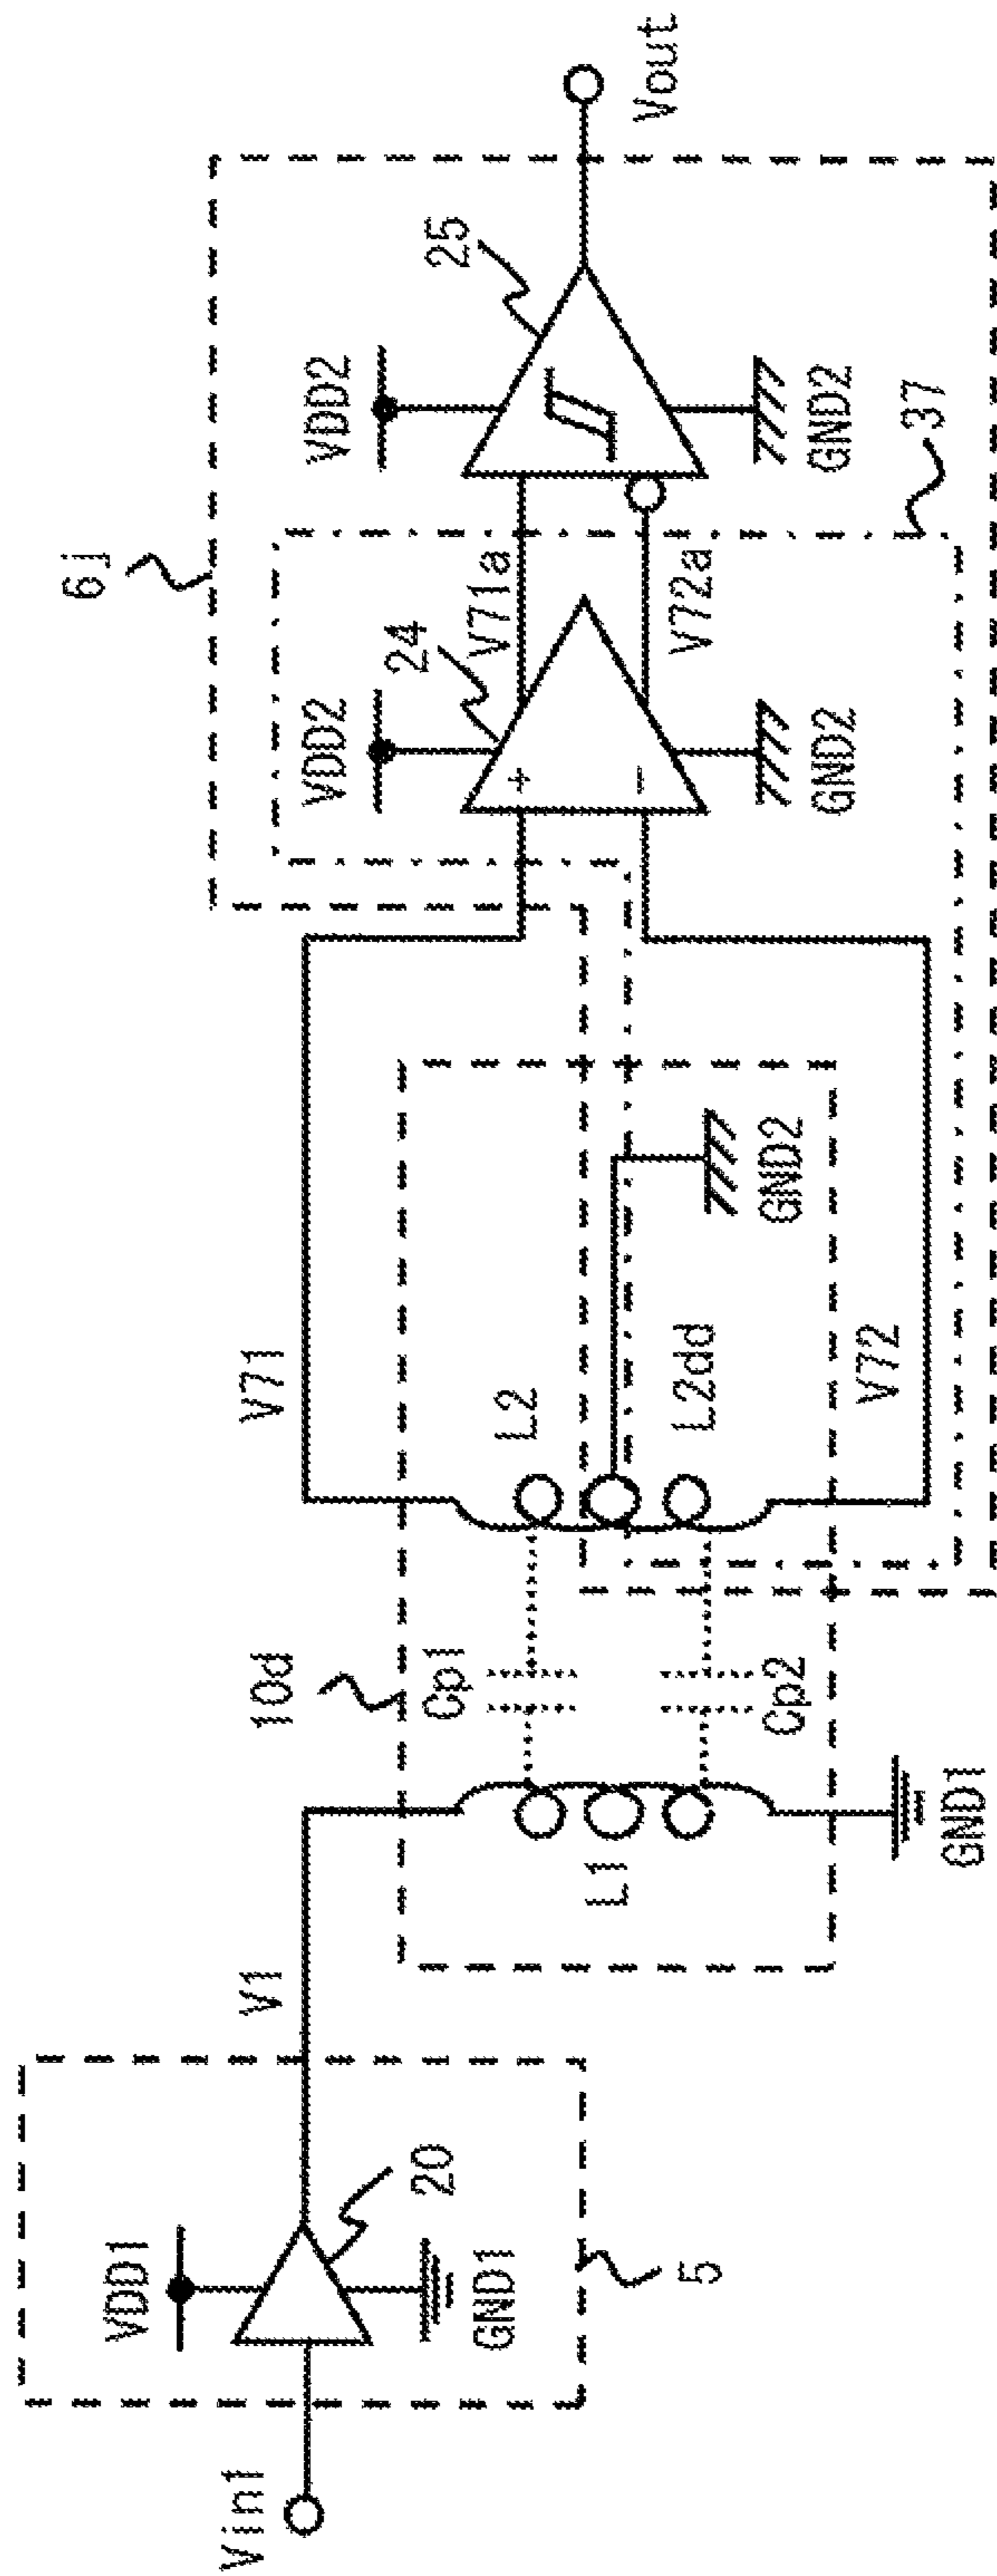 Vin1
VDD1
20
GND1
5
V1
10d
L1
GND1
Cp1
Cp2
L2
L2dd
GND2
V71
V72
6j
VDD2
24
+
-
GND2
V71a
V72a
VDD2
25
GND2
37
Vout